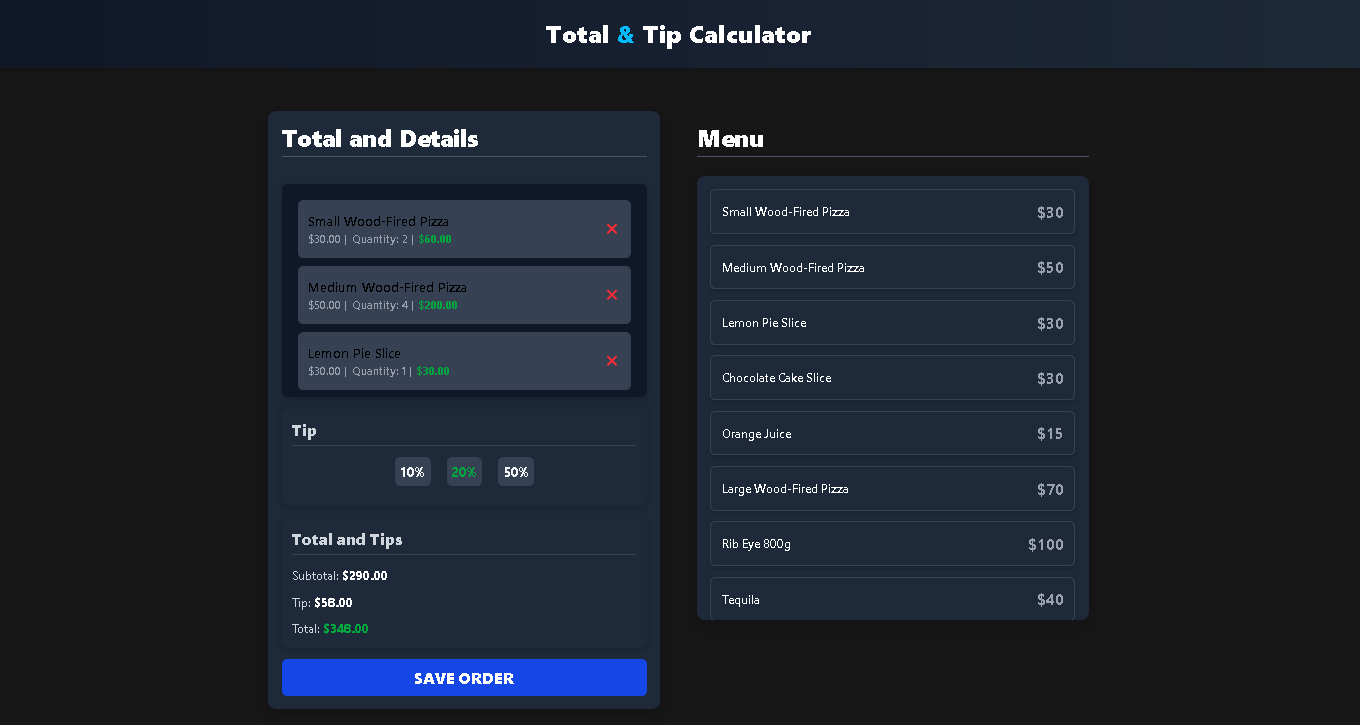 Total & Tip Calculator
Total and Details
Small Wood-Fired Pizza
$30.00 | Quantity: 2 | $60.00
Medium Wood-Fired Pizza
$50.00 | Quantity: 4 | $200.00
Lemon Pie Slice
$30.00 | Quantity: 1 | $30.00
Tip
10% 20% 50%
Total and Tips
Subtotal: $290.00
Tip: $58.00
Total: $348.00
SAVE ORDER
Menu
Small Wood-Fired Pizza $30
Medium Wood-Fired Pizza $50
Lemon Pie Slice $30
Chocolate Cake Slice $30
Orange Juice $15
Large Wood-Fired Pizza $70
Rib Eye 800g $100
Tequila $40